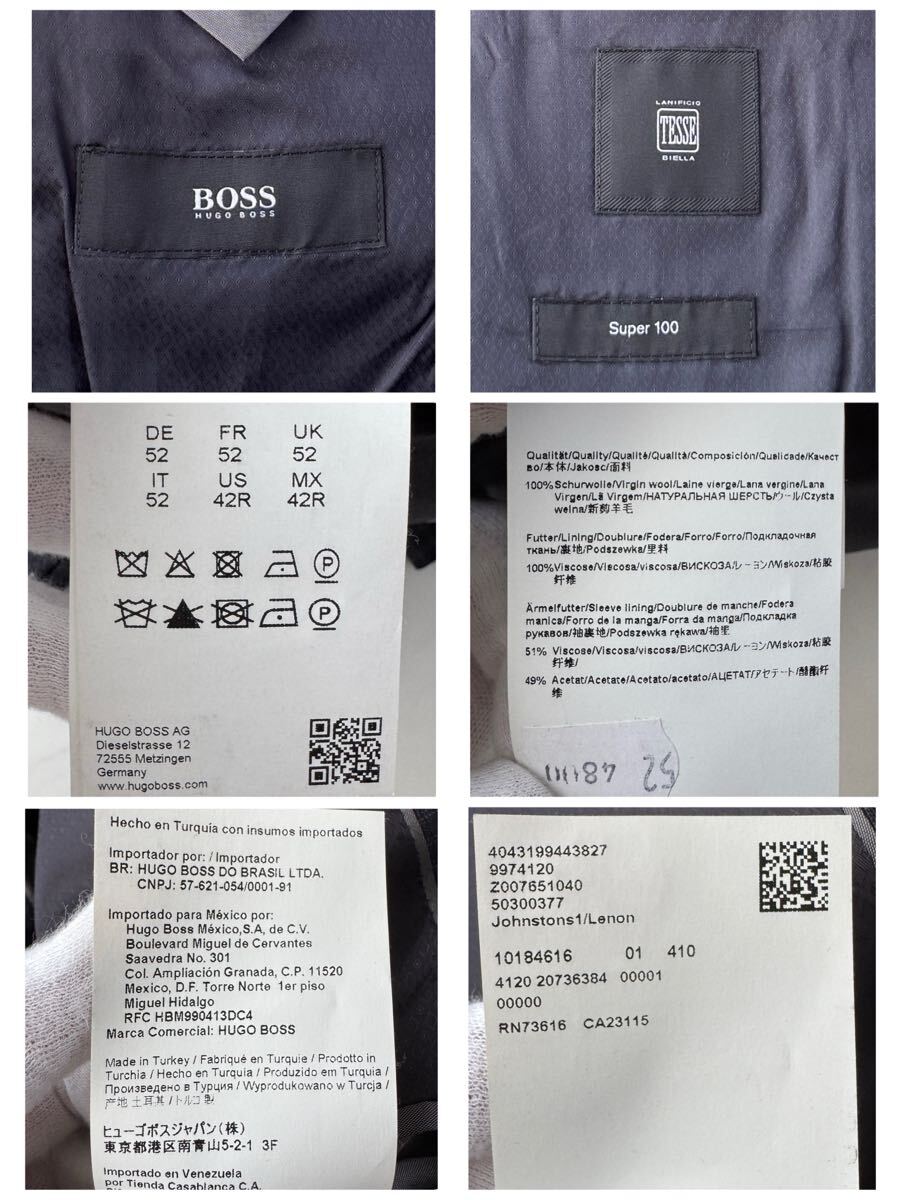 BOSS
HUGO BOSS
LANIFICIO
TESSE
BIELLA
Super 100
DE FR UK
52 52 52
IT US MX
52 42R 42R
P
P
HUGO BOSS AG
Dieselstrasse 12
72555 Metzingen
Germany
www.hugoboss.com
Qualität/Quality/Qualité/Qualità/Composición/Qualidade/Качест
во/本体/Jakosc/面料
100%Schurwolle/Virgin wool/Laine vierge/Lana vergine/Lana
Virgen/Lã Virgem/НАТУРАЛЬНАЯ ШЕРСТЬ/ウール/Czysta
welna/新剪羊毛
Futter/Lining/Doublure/Fodera/Forro/Forro/Подкладочная
ткань/裏地/Podszewka/里料
100%Viscose/Viscosa/viscosa/ВИСКОЗА/レーヨン/Wiskoza/粘胶
纤维
Ärmelfutter/Sleeve lining/Doublure de manche/Fodera
manica/Forro de la manga/Forra da manga/Подкладка
рукавов/袖裏地/Podszewka rękawa/袖里
51% Viscose/Viscosa/viscosa/ВИСКОЗА/レーヨン/Wiskoza/粘胶
纤维/
49% Acetat/Acetate/Acetato/acetato/АЦЕТАТ/アセテート/醋酯纤
维
52
Hecho en Turquía con insumos importados
Importador por: / Importador
BR: HUGO BOSS DO BRASIL LTDA.
CNPJ: 57-621-054/0001-91
Importado para México por:
Hugo Boss México,S.A, de C.V.
Boulevard Miguel de Cervantes
Saavedra No. 301
Col. Ampliación Granada, C.P. 11520
Mexico, D.F. Torre Norte 1er piso
Miguel Hidalgo
RFC HBM990413DC4
Marca Comercial: HUGO BOSS
Made in Turkey / Fabriqué en Turquie / Prodotto in
Turchia / Hecho en Turquia / Produzido em Turquia /
Произведено в Турция / Wyprodukowano w Turcja /
产地 土耳其 / トルコ製
ヒューゴボスジャパン(株)
東京都港区南青山5-2-1 3F
Importado en Venezuela
por Tienda Casablanca C.A.
4043199443827
9974120
Z007651040
50300377
Johnstons1/Lenon
10184616 01 410
4120 20736384 00001
00000
RN73616 CA23115